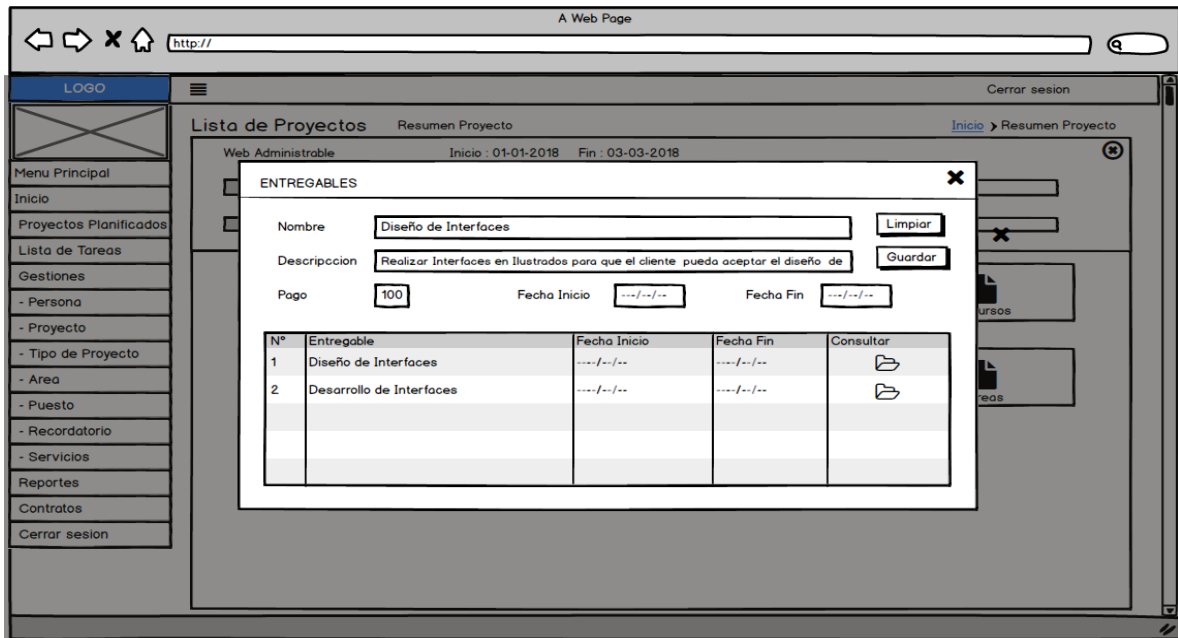 A Web Page
http://
LOGO
Cerrar sesion
Lista de Proyectos Resumen Proyecto Inicio Resumen Proyecto
Web Administrable Inicio : 01-01-2018 Fin : 03-03-2018
Menu Principal
Inicio
Proyectos Planificados
Lista de Tareas
Gestiones
- Persona
- Proyecto
- Tipo de Proyecto
- Area
- Puesto
- Recordatorio
- Servicios
Reportes
Contratos
Cerrar sesion
ENTREGABLES
Nombre Diseño de Interfaces Limpiar
Descripccion Realizar Interfaces en Ilustrados para que el cliente pueda aceptar el diseño de Guardar
Pago 100 Fecha Inicio --/--/-- Fecha Fin --/--/--
N° Entregable Fecha Inicio Fecha Fin Consultar
1 Diseño de Interfaces ----/--/-- ----/--/--
2 Desarrollo de Interfaces ----/--/-- ----/--/--